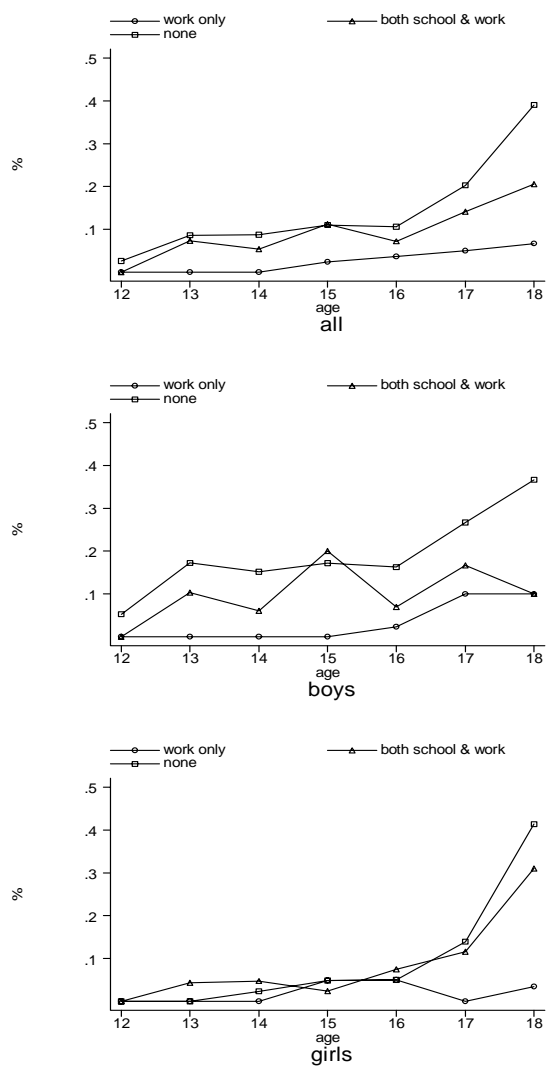 work only both school & work
none
.5
.4
.3
.2
.1
%
12 13 14 15 16 17 18
age
all
work only both school & work
none
.5
.4
.3
.2
.1
%
12 13 14 15 16 17 18
age
boys
work only both school & work
none
.5
.4
.3
.2
.1
%
12 13 14 15 16 17 18
age
girls